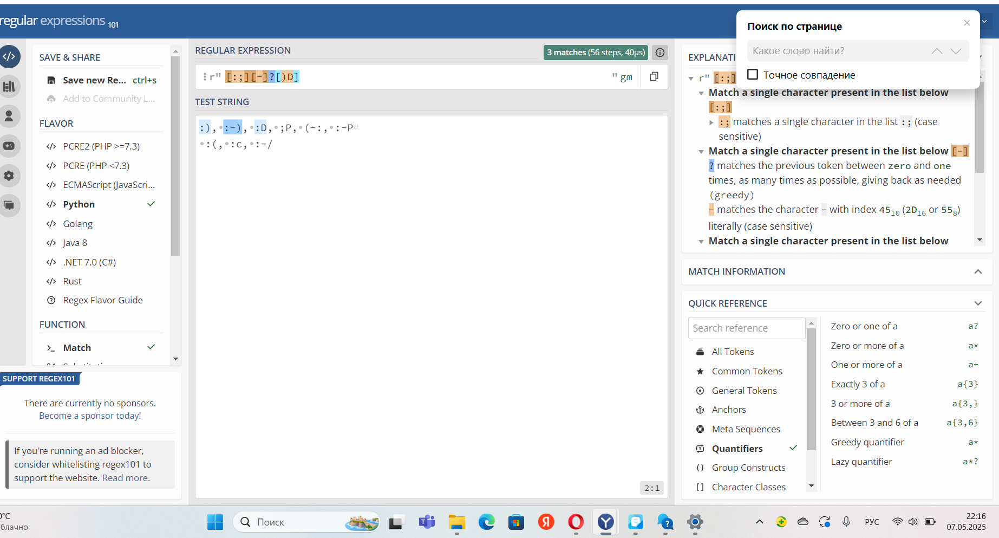 regular expressions 101
SAVE & SHARE
Save new Re... ctrl+s
Add to Community L...
FLAVOR
</> PCRE2 (PHP >=7.3)
</> PCRE (PHP <7.3)
</> ECMAScript (JavaScri...
</> Python
</> Golang
</> Java 8
</> .NET 7.0 (C#)
</> Rust
Regex Flavor Guide
FUNCTION
Match
SUPPORT REGEX101
There are currently no sponsors.
Become a sponsor today!
If you're running an ad blocker,
consider whitelisting regex101 to
support the website. Read more.
REGULAR EXPRESSION
3 matches (56 steps, 40µs)
r" [:;][-]?[)D] " gm
TEST STRING
:), :-), :D, ;P, (-:, :-P
:(, :c, :-/
2:1
Поиск по странице
Какое слово найти?
Точное совпадение
EXPLANATI
r" [:;]
Match a single character present in the list below
[:;]
:; matches a single character in the list :; (case
sensitive)
Match a single character present in the list below [-]
? matches the previous token between zero and one
times, as many times as possible, giving back as needed
(greedy)
- matches the character - with index 45₁₀ (2D₁₆ or 55₈)
literally (case sensitive)
Match a single character present in the list below
MATCH INFORMATION
QUICK REFERENCE
Search reference
All Tokens
Common Tokens
General Tokens
Anchors
Meta Sequences
Quantifiers
Group Constructs
Character Classes
Zero or one of a a?
Zero or more of a a*
One or more of a a+
Exactly 3 of a a{3}
3 or more of a a{3,}
Between 3 and 6 of a a{3,6}
Greedy quantifier a*
Lazy quantifier a*?
0°C
блачно
Поиск
РУС
22:16
07.05.2025